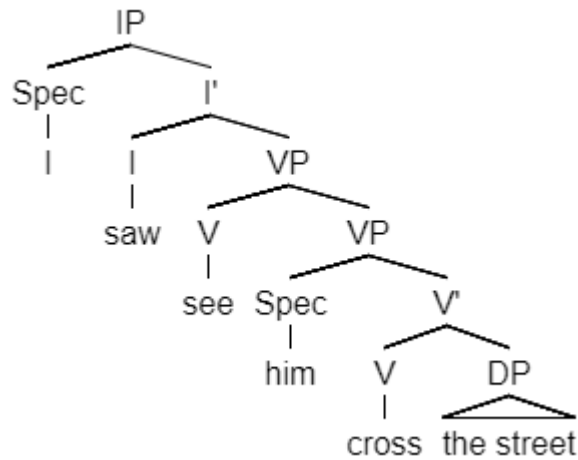 IP
Spec I'
I I VP
saw V VP
see Spec V'
him V DP
cross the street